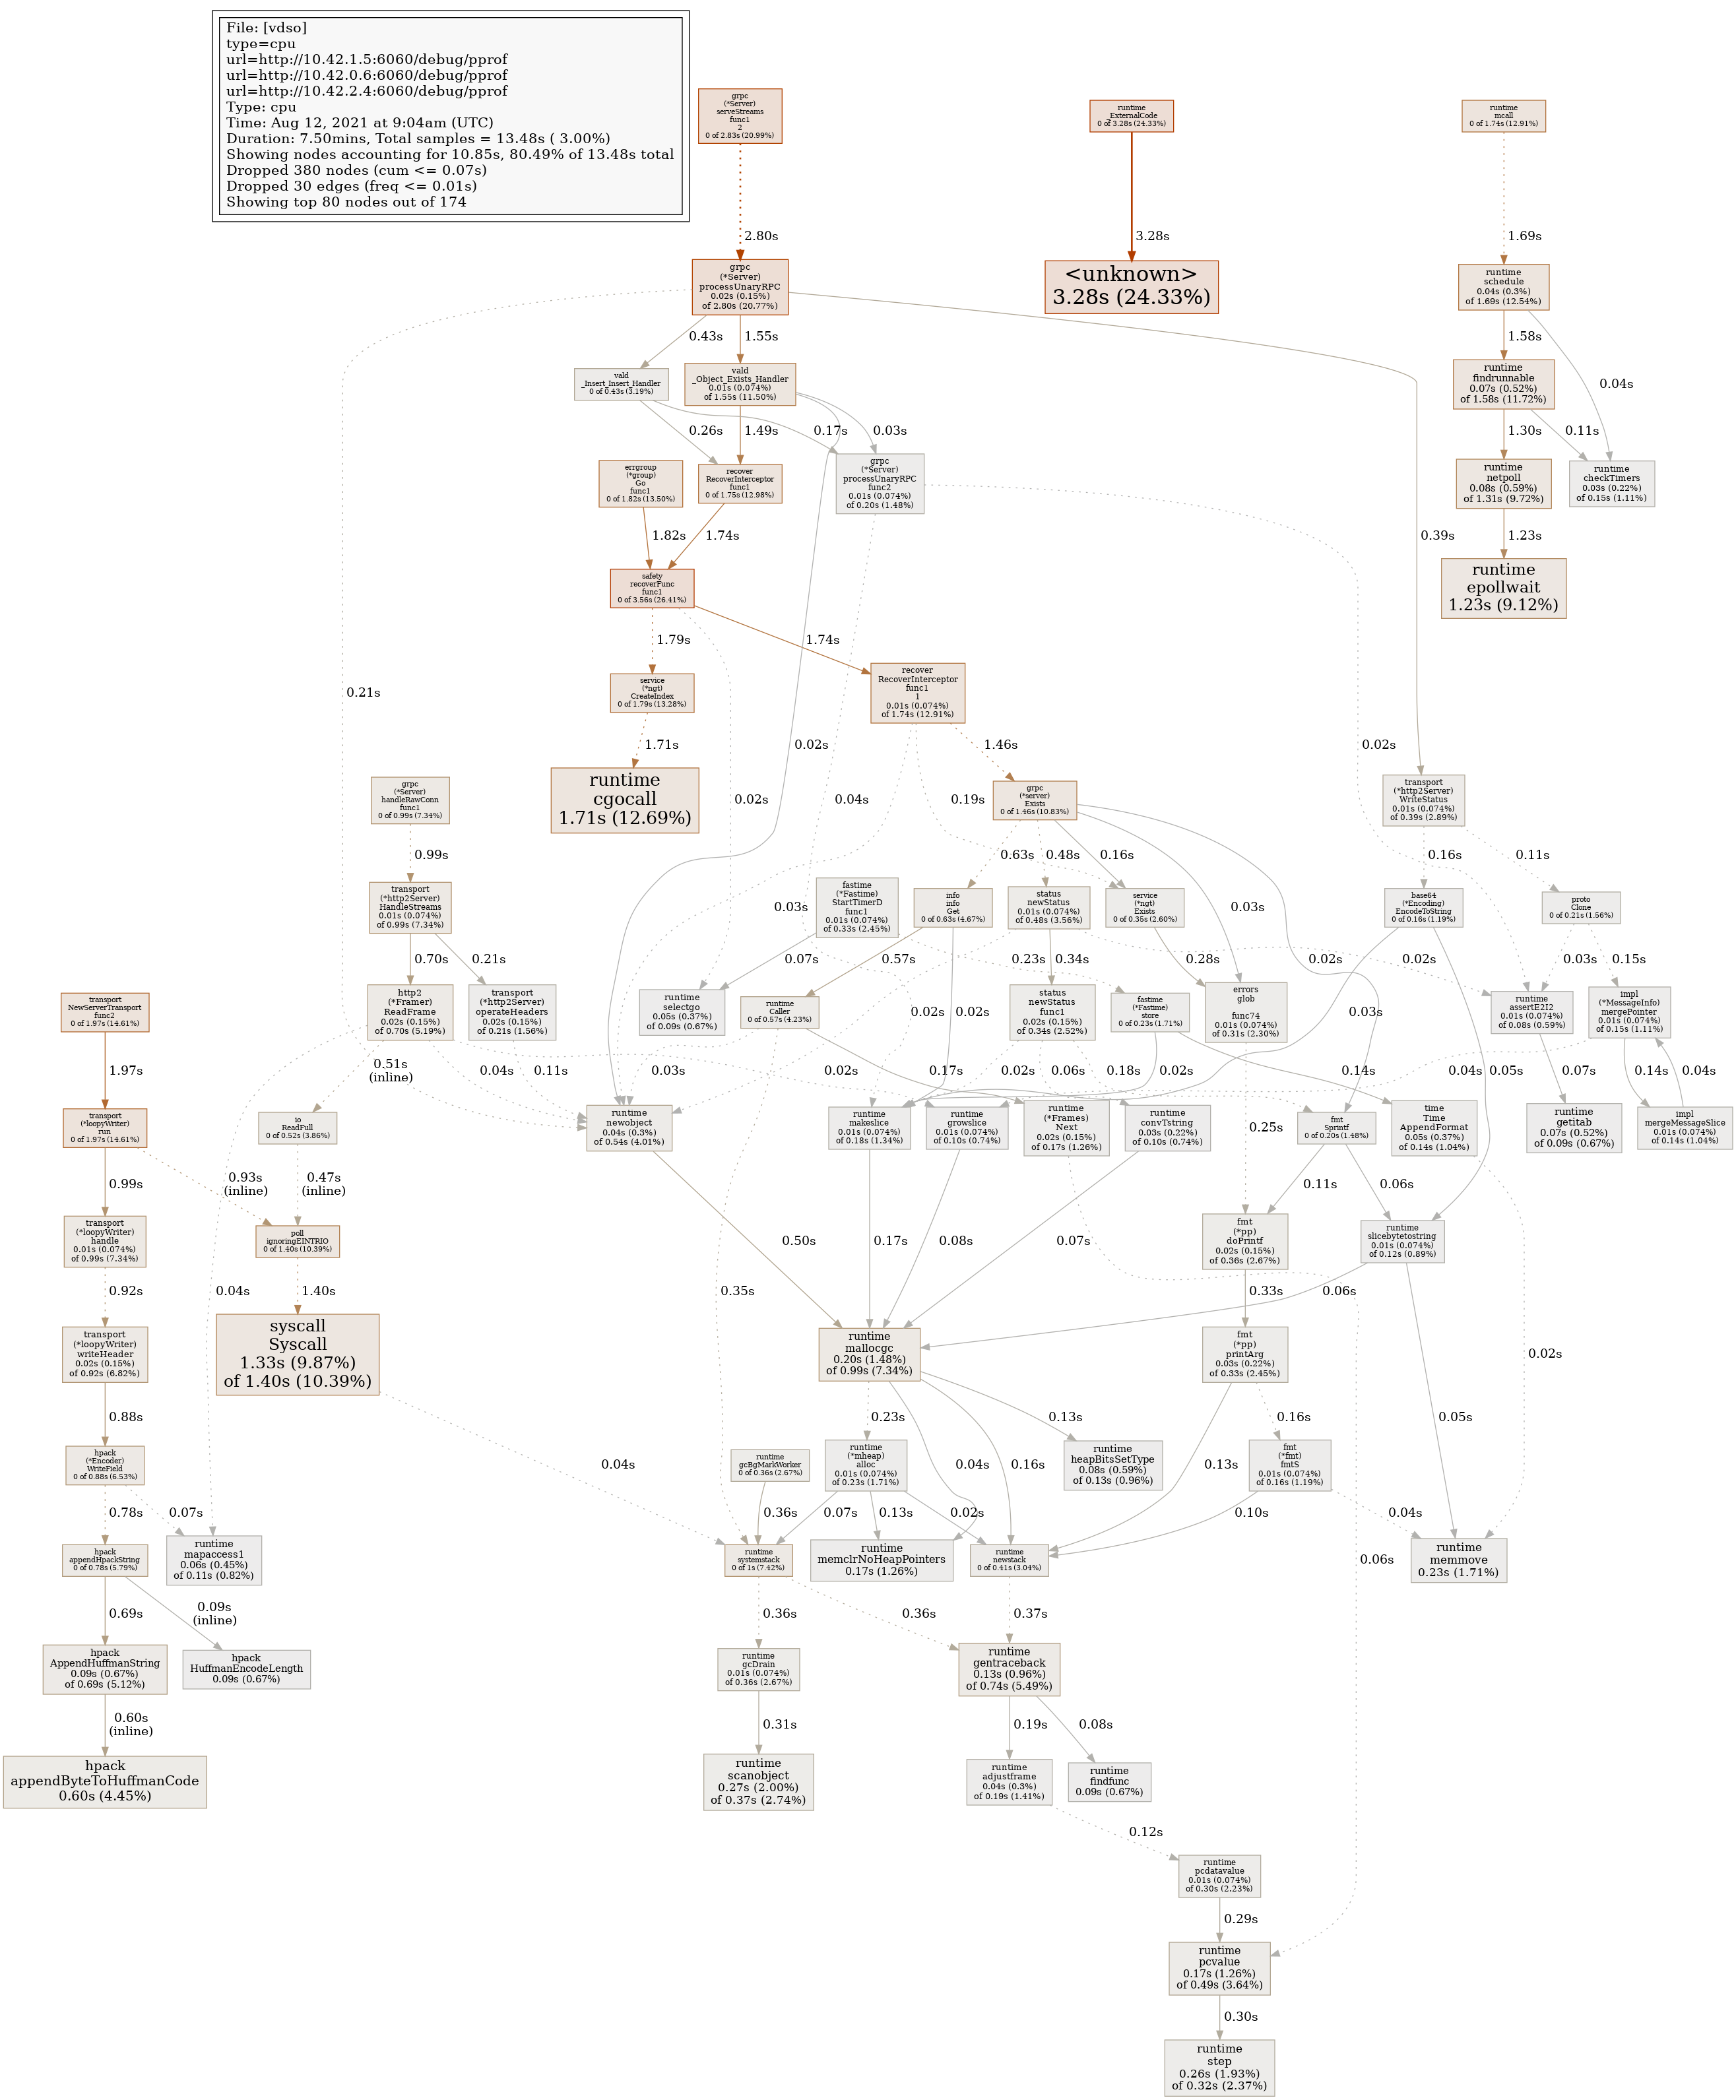 File: [vdso]
type=cpu
url=http://10.42.1.5:6060/debug/pprof
url=http://10.42.0.6:6060/debug/pprof
url=http://10.42.2.4:6060/debug/pprof
Type: cpu
Time: Aug 12, 2021 at 9:04am (UTC)
Duration: 7.50mins, Total samples = 13.48s ( 3.00%)
Showing nodes accounting for 10.85s, 80.49% of 13.48s total
Dropped 380 nodes (cum <= 0.07s)
Dropped 30 edges (freq <= 0.01s)
Showing top 80 nodes out of 174
grpc
(*Server)
serveStreams
func1
2
0 of 2.83s (20.99%)
runtime
_ExternalCode
0 of 3.28s (24.33%)
runtime
mcall
0 of 1.74s (12.91%)
2.80s
3.28s
1.69s
grpc
(*Server)
processUnaryRPC
0.02s (0.15%)
of 2.80s (20.77%)
<unknown>
3.28s (24.33%)
runtime
schedule
0.04s (0.3%)
of 1.69s (12.54%)
0.43s
1.55s
1.58s
0.04s
vald
_Insert_Insert_Handler
0 of 0.43s (3.19%)
vald
_Object_Exists_Handler
0.01s (0.074%)
of 1.55s (11.50%)
runtime
findrunnable
0.07s (0.52%)
of 1.58s (11.72%)
0.26s
1.49s
0.17s
0.03s
1.30s
0.11s
errgroup
(*group)
Go
func1
0 of 1.82s (13.50%)
recover
RecoverInterceptor
func1
0 of 1.75s (12.98%)
grpc
(*Server)
processUnaryRPC
func2
0.01s (0.074%)
of 0.20s (1.48%)
runtime
netpoll
0.08s (0.59%)
of 1.31s (9.72%)
runtime
checkTimers
0.03s (0.22%)
of 0.15s (1.11%)
1.82s
1.74s
0.39s
1.23s
safety
recoverFunc
func1
0 of 3.56s (26.41%)
runtime
epollwait
1.23s (9.12%)
1.79s
1.74s
0.21s
service
(*ngt)
CreateIndex
0 of 1.79s (13.28%)
recover
RecoverInterceptor
func1
1
0.01s (0.074%)
of 1.74s (12.91%)
1.71s
0.02s
1.46s
0.02s
runtime
cgocall
1.71s (12.69%)
0.02s
0.04s
0.19s
grpc
(*Server)
handleRawConn
func1
0 of 0.99s (7.34%)
grpc
(*server)
Exists
0 of 1.46s (10.83%)
transport
(*http2Server)
WriteStatus
0.01s (0.074%)
of 0.39s (2.89%)
0.99s
0.63s
0.48s
0.16s
0.16s
0.11s
transport
(*http2Server)
HandleStreams
0.01s (0.074%)
of 0.99s (7.34%)
fastime
(*Fastime)
StartTimerD
func1
0.01s (0.074%)
of 0.33s (2.45%)
info
info
Get
0 of 0.63s (4.67%)
status
newStatus
0.01s (0.074%)
of 0.48s (3.56%)
service
(*ngt)
Exists
0 of 0.35s (2.60%)
base64
(*Encoding)
EncodeToString
0 of 0.16s (1.19%)
proto
Clone
0 of 0.21s (1.56%)
0.03s
0.03s
0.70s
0.21s
0.07s
0.57s
0.23s
0.34s
0.28s
0.02s
0.02s
0.03s
0.15s
transport
NewServerTransport
func2
0 of 1.97s (14.61%)
http2
(*Framer)
ReadFrame
0.02s (0.15%)
of 0.70s (5.19%)
transport
(*http2Server)
operateHeaders
0.02s (0.15%)
of 0.21s (1.56%)
runtime
selectgo
0.05s (0.37%)
of 0.09s (0.67%)
runtime
Caller
0 of 0.57s (4.23%)
status
newStatus
func1
0.02s (0.15%)
of 0.34s (2.52%)
fastime
(*Fastime)
store
0 of 0.23s (1.71%)
errors
glob
func74
0.01s (0.074%)
of 0.31s (2.30%)
runtime
assertE2I2
0.01s (0.074%)
of 0.08s (0.59%)
impl
(*MessageInfo)
mergePointer
0.01s (0.074%)
of 0.15s (1.11%)
0.02s
0.02s
0.03s
1.97s
0.51s
(inline)
0.04s
0.11s
0.03s
0.02s
0.17s
0.02s
0.06s
0.18s
0.02s
0.14s
0.04s
0.05s
0.07s
0.14s
0.04s
transport
(*loopyWriter)
run
0 of 1.97s (14.61%)
io
ReadFull
0 of 0.52s (3.86%)
runtime
newobject
0.04s (0.3%)
of 0.54s (4.01%)
runtime
makeslice
0.01s (0.074%)
of 0.18s (1.34%)
runtime
growslice
0.01s (0.074%)
of 0.10s (0.74%)
runtime
(*Frames)
Next
0.02s (0.15%)
of 0.17s (1.26%)
runtime
convTstring
0.03s (0.22%)
of 0.10s (0.74%)
fmt
Sprintf
0 of 0.20s (1.48%)
time
Time
AppendFormat
0.05s (0.37%)
of 0.14s (1.04%)
runtime
getitab
0.07s (0.52%)
of 0.09s (0.67%)
impl
mergeMessageSlice
0.01s (0.074%)
of 0.14s (1.04%)
0.99s
0.93s
(inline)
0.47s
(inline)
0.25s
0.11s
0.06s
transport
(*loopyWriter)
handle
0.01s (0.074%)
of 0.99s (7.34%)
poll
ignoringEINTRIO
0 of 1.40s (10.39%)
0.50s
0.17s
0.08s
0.07s
fmt
(*pp)
doPrintf
0.02s (0.15%)
of 0.36s (2.67%)
runtime
slicebytetostring
0.01s (0.074%)
of 0.12s (0.89%)
0.92s
0.04s
1.40s
0.35s
0.33s
0.06s
transport
(*loopyWriter)
writeHeader
0.02s (0.15%)
of 0.92s (6.82%)
syscall
Syscall
1.33s (9.87%)
of 1.40s (10.39%)
runtime
mallocgc
0.20s (1.48%)
of 0.99s (7.34%)
fmt
(*pp)
printArg
0.03s (0.22%)
of 0.33s (2.45%)
0.02s
0.88s
0.23s
0.13s
0.16s
0.05s
hpack
(*Encoder)
WriteField
0 of 0.88s (6.53%)
0.04s
runtime
gcBgMarkWorker
0 of 0.36s (2.67%)
runtime
(*mheap)
alloc
0.01s (0.074%)
of 0.23s (1.71%)
0.04s
0.16s
runtime
heapBitsSetType
0.08s (0.59%)
of 0.13s (0.96%)
0.13s
fmt
(*fmt)
fmtS
0.01s (0.074%)
of 0.16s (1.19%)
0.78s
0.07s
0.36s
0.07s
0.13s
0.02s
0.10s
0.04s
hpack
appendHpackString
0 of 0.78s (5.79%)
runtime
mapaccess1
0.06s (0.45%)
of 0.11s (0.82%)
runtime
systemstack
0 of 1s (7.42%)
runtime
memclrNoHeapPointers
0.17s (1.26%)
runtime
newstack
0 of 0.41s (3.04%)
0.06s
runtime
memmove
0.23s (1.71%)
0.69s
0.09s
(inline)
0.36s
0.36s
0.37s
hpack
AppendHuffmanString
0.09s (0.67%)
of 0.69s (5.12%)
hpack
HuffmanEncodeLength
0.09s (0.67%)
runtime
gcDrain
0.01s (0.074%)
of 0.36s (2.67%)
runtime
gentraceback
0.13s (0.96%)
of 0.74s (5.49%)
0.60s
(inline)
0.31s
0.19s
0.08s
hpack
appendByteToHuffmanCode
0.60s (4.45%)
runtime
scanobject
0.27s (2.00%)
of 0.37s (2.74%)
runtime
adjustframe
0.04s (0.3%)
of 0.19s (1.41%)
runtime
findfunc
0.09s (0.67%)
0.12s
runtime
pcdatavalue
0.01s (0.074%)
of 0.30s (2.23%)
0.29s
runtime
pcvalue
0.17s (1.26%)
of 0.49s (3.64%)
0.30s
runtime
step
0.26s (1.93%)
of 0.32s (2.37%)